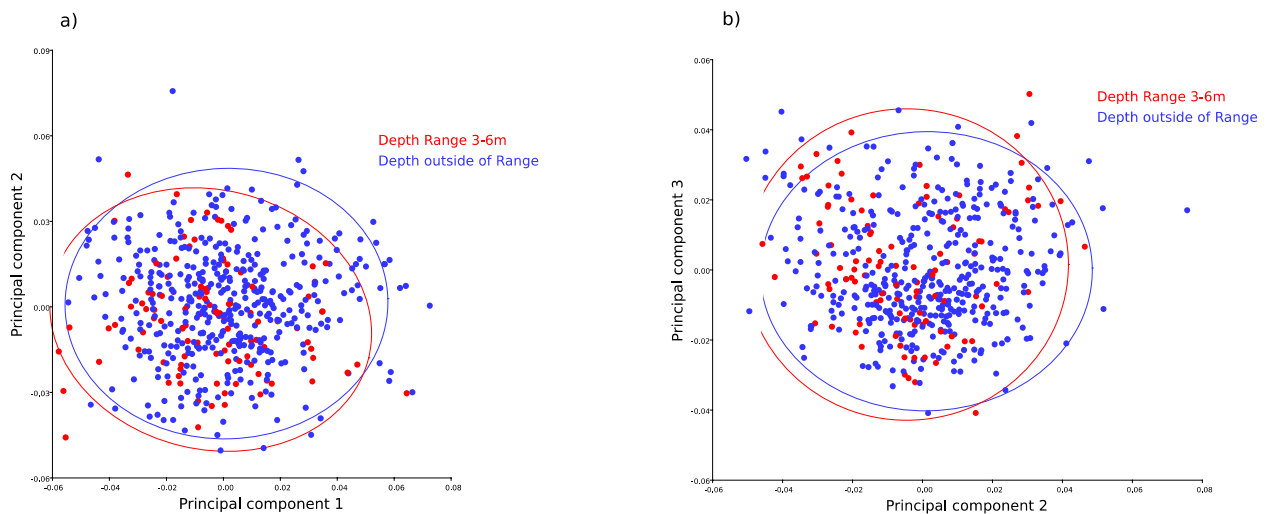 a)
0.09
0.06
0.03
0.00
-0.03
-0.06
Principal component 2
-0.06
-0.04
-0.02
0.00
0.02
0.04
0.06
0.08
Principal component 1
Depth Range 3-6m
Depth outside of Range
b)
0.06
0.04
0.02
0.00
-0.02
-0.04
-0.06
Principal component 3
-0.06
-0.04
-0.02
0.00
0.02
0.04
0.06
0.08
Principal component 2
Depth Range 3-6m
Depth outside of Range